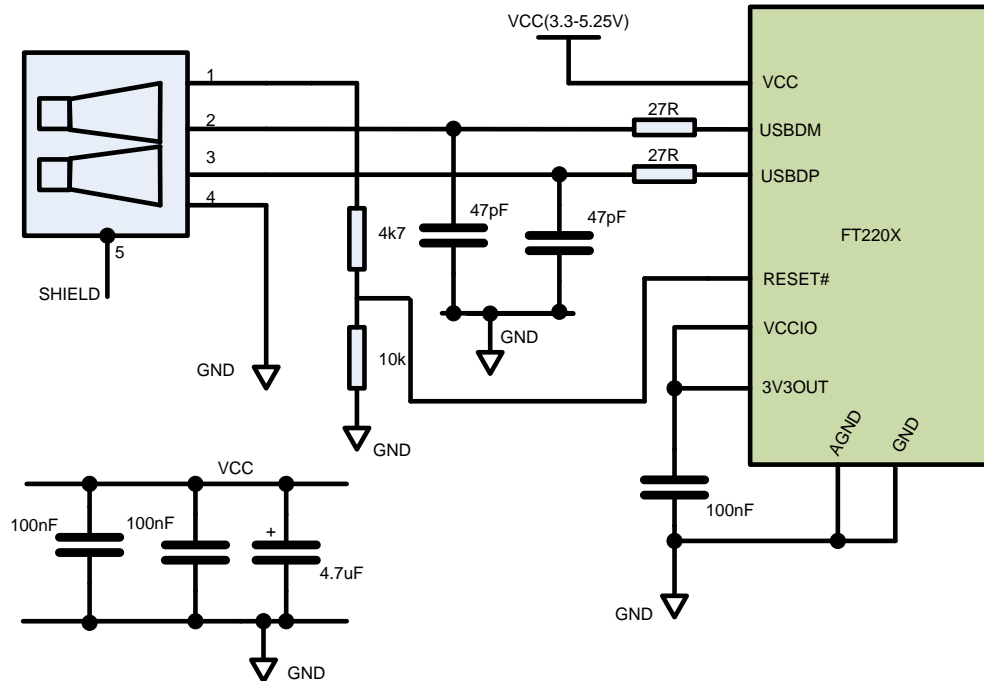 VCC(3.3-5.25V)
1
VCC
2
27R
USBDM
3
27R
USBDP
4
47pF
47pF
4k7
FT220X
5
SHIELD
RESET#
VCCIO
GND
10k
GND
3V3OUT
GND
AGND
GND
VCC
100nF
100nF
+
4.7uF
100nF
GND
GND